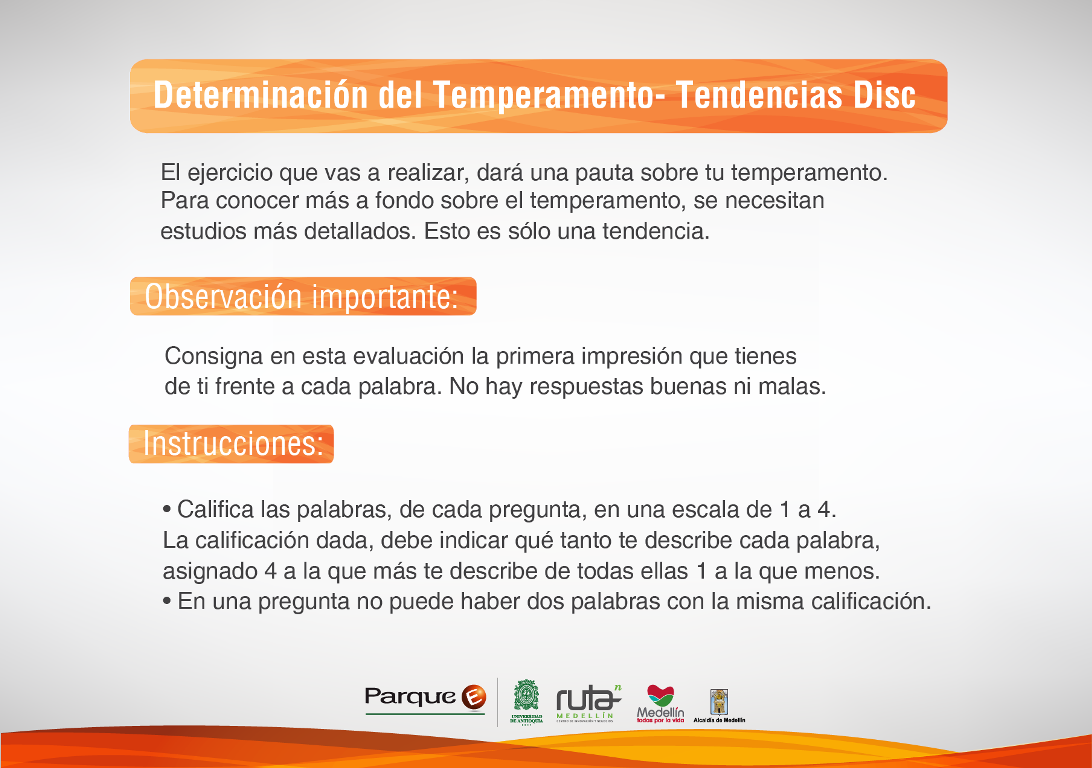 Determinación del Temperamento- Tendencias Disc
El ejercicio que vas a realizar, dará una pauta sobre tu temperamento.
Para conocer más a fondo sobre el temperamento, se necesitan
estudios más detallados. Esto es sólo una tendencia.
Observación importante:
Consigna en esta evaluación la primera impresión que tienes
de ti frente a cada palabra. No hay respuestas buenas ni malas.
Instrucciones:
• Califica las palabras, de cada pregunta, en una escala de 1 a 4.
La calificación dada, debe indicar qué tanto te describe cada palabra,
asignado 4 a la que más te describe de todas ellas 1 a la que menos.
• En una pregunta no puede haber dos palabras con la misma calificación.
Parque E
UNIVERSIDAD
DE ANTIOQUIA
ruta n
MEDELLÍN
Medellín
todos por la vida
Alcaldía de Medellín